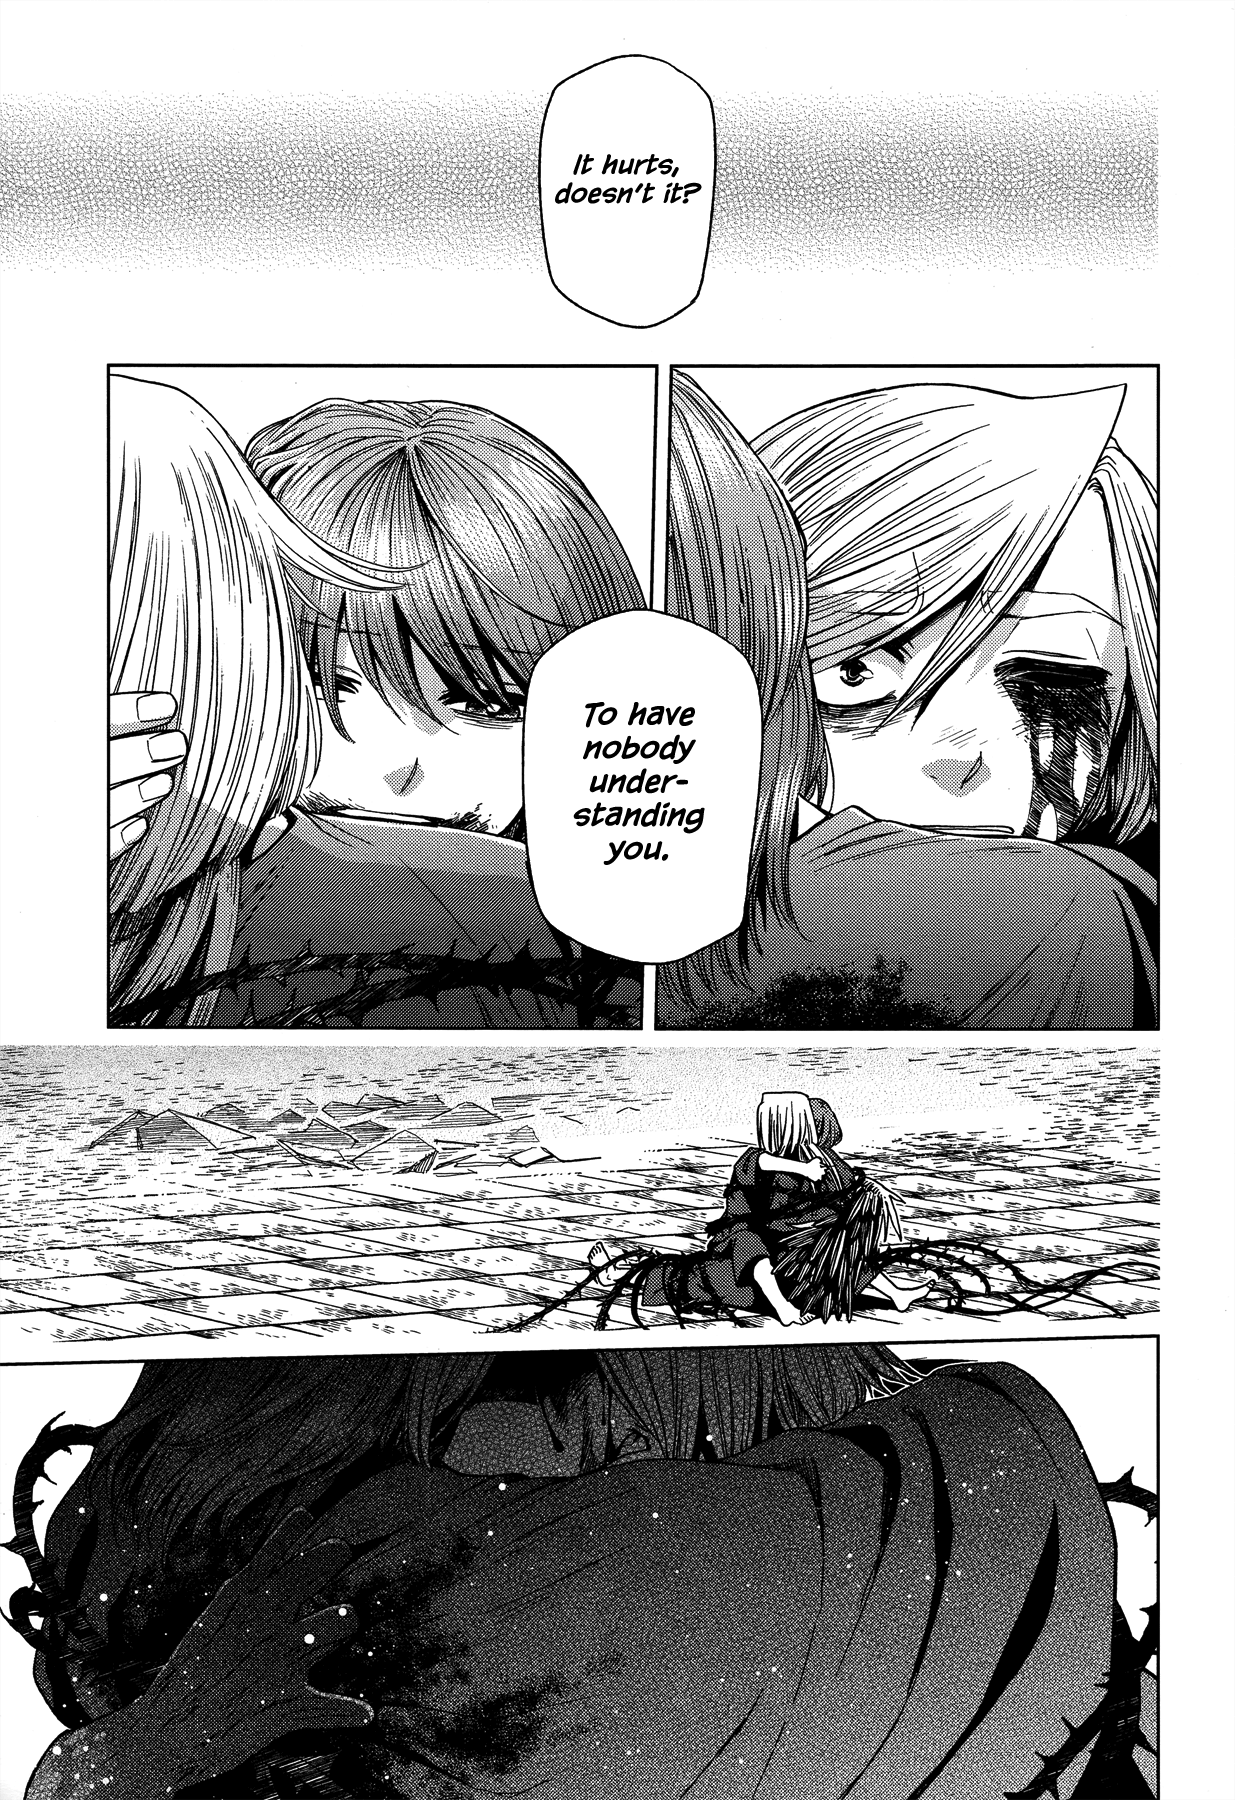 It hurts,
doesn't it?
To have
nobody
under-
standing
you.